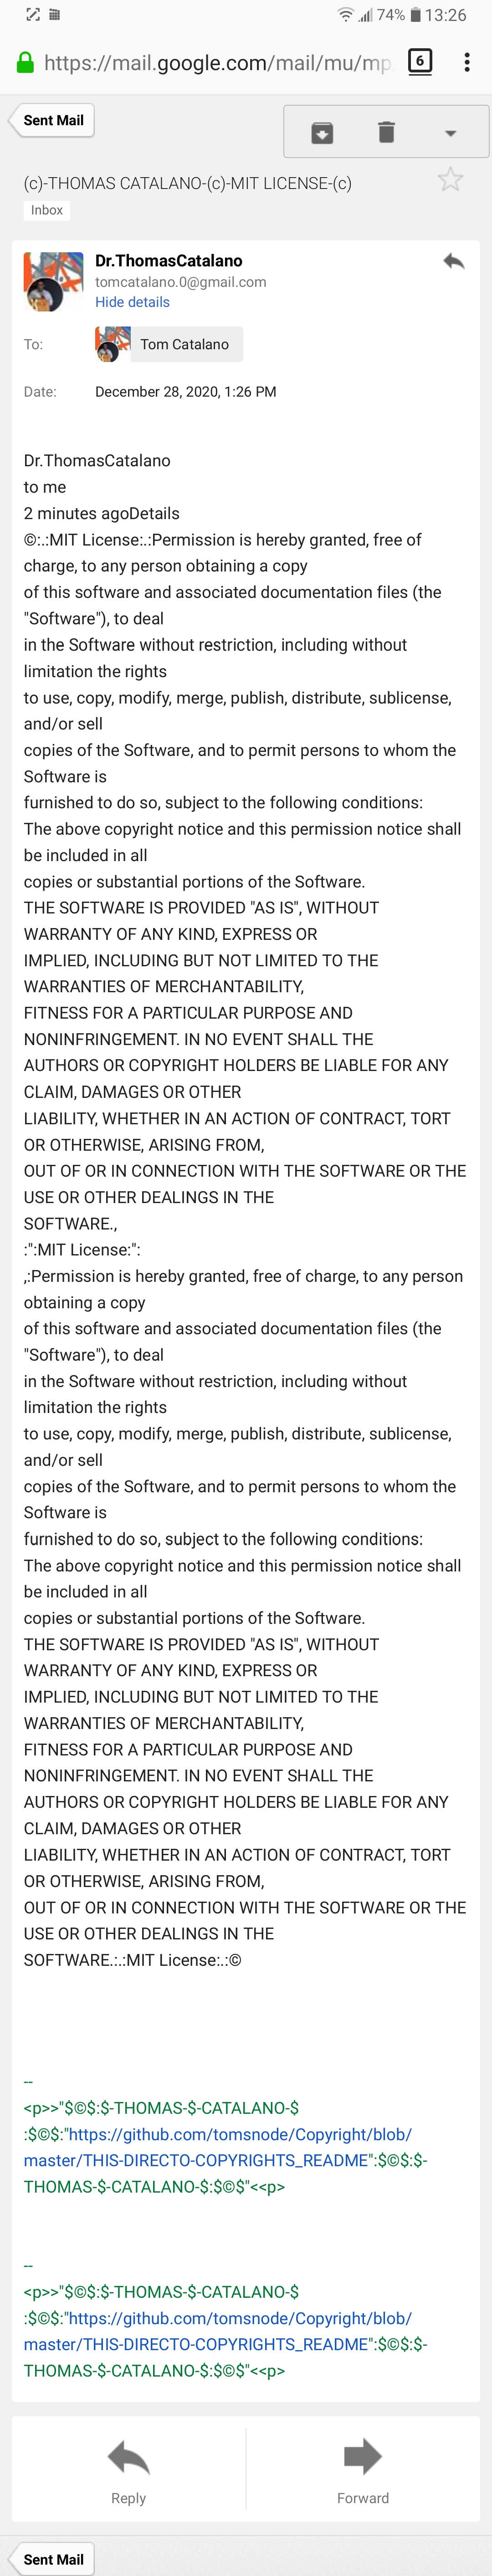 74% 13:26
https://mail.google.com/mail/mu/mp
6
Sent Mail
(c)-THOMAS CATALANO-(c)-MIT LICENSE-(c)
Inbox
Dr.ThomasCatalano
tomcatalano.0@gmail.com
Hide details
To: Tom Catalano
Date: December 28, 2020, 1:26 PM
Dr.ThomasCatalano
to me
2 minutes agoDetails
©:.:MIT License:.:Permission is hereby granted, free of
charge, to any person obtaining a copy
of this software and associated documentation files (the
"Software"), to deal
in the Software without restriction, including without
limitation the rights
to use, copy, modify, merge, publish, distribute, sublicense,
and/or sell
copies of the Software, and to permit persons to whom the
Software is
furnished to do so, subject to the following conditions:
The above copyright notice and this permission notice shall
be included in all
copies or substantial portions of the Software.
THE SOFTWARE IS PROVIDED "AS IS", WITHOUT
WARRANTY OF ANY KIND, EXPRESS OR
IMPLIED, INCLUDING BUT NOT LIMITED TO THE
WARRANTIES OF MERCHANTABILITY,
FITNESS FOR A PARTICULAR PURPOSE AND
NONINFRINGEMENT. IN NO EVENT SHALL THE
AUTHORS OR COPYRIGHT HOLDERS BE LIABLE FOR ANY
CLAIM, DAMAGES OR OTHER
LIABILITY, WHETHER IN AN ACTION OF CONTRACT, TORT
OR OTHERWISE, ARISING FROM,
OUT OF OR IN CONNECTION WITH THE SOFTWARE OR THE
USE OR OTHER DEALINGS IN THE
SOFTWARE.,
:":MIT License:":
,:Permission is hereby granted, free of charge, to any person
obtaining a copy
of this software and associated documentation files (the
"Software"), to deal
in the Software without restriction, including without
limitation the rights
to use, copy, modify, merge, publish, distribute, sublicense,
and/or sell
copies of the Software, and to permit persons to whom the
Software is
furnished to do so, subject to the following conditions:
The above copyright notice and this permission notice shall
be included in all
copies or substantial portions of the Software.
THE SOFTWARE IS PROVIDED "AS IS", WITHOUT
WARRANTY OF ANY KIND, EXPRESS OR
IMPLIED, INCLUDING BUT NOT LIMITED TO THE
WARRANTIES OF MERCHANTABILITY,
FITNESS FOR A PARTICULAR PURPOSE AND
NONINFRINGEMENT. IN NO EVENT SHALL THE
AUTHORS OR COPYRIGHT HOLDERS BE LIABLE FOR ANY
CLAIM, DAMAGES OR OTHER
LIABILITY, WHETHER IN AN ACTION OF CONTRACT, TORT
OR OTHERWISE, ARISING FROM,
OUT OF OR IN CONNECTION WITH THE SOFTWARE OR THE
USE OR OTHER DEALINGS IN THE
SOFTWARE.:.:MIT License:.:©
--
<p>>"$©$:$-THOMAS-$-CATALANO-$
:$©$:"https://github.com/tomsnode/Copyright/blob/
master/THIS-DIRECTO-COPYRIGHTS_README":$©$:$-
THOMAS-$-CATALANO-$:$©$"<<p>
--
<p>>"$©$:$-THOMAS-$-CATALANO-$
:$©$:"https://github.com/tomsnode/Copyright/blob/
master/THIS-DIRECTO-COPYRIGHTS_README":$©$:$-
THOMAS-$-CATALANO-$:$©$"<<p>
Reply Forward
Sent Mail